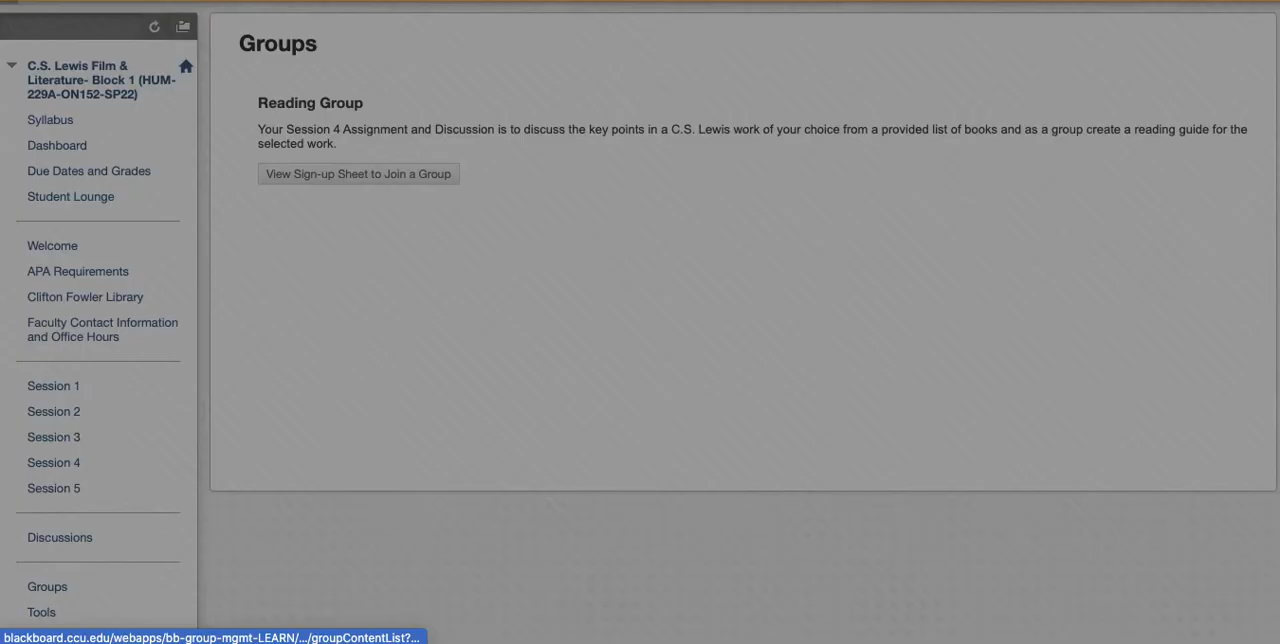 C.S. Lewis Film &
Literature- Block 1 (HUM-
229A-ON152-SP22)
Syllabus
Dashboard
Due Dates and Grades
Student Lounge
Welcome
APA Requirements
Clifton Fowler Library
Faculty Contact Information
and Office Hours
Session 1
Session 2
Session 3
Session 4
Session 5
Discussions
Groups
Tools
Groups
Reading Group
Your Session 4 Assignment and Discussion is to discuss the key points in a C.S. Lewis work of your choice from a provided list of books and as a group create a reading guide for the
selected work.
View Sign-up Sheet to Join a Group
blackboard.ccu.edu/webapps/bb-group-mgmt-LEARN/.../groupContentList?...